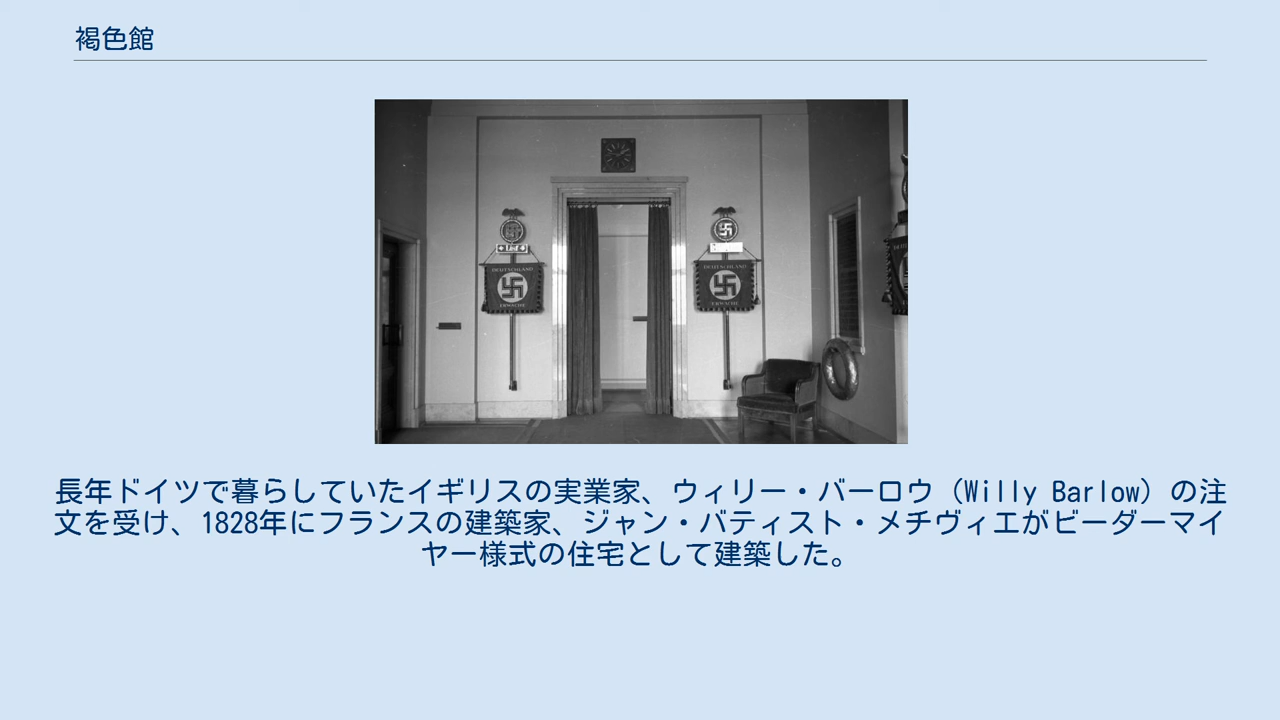 褐色館
DEUTSCHLAND
ERWACHE
DEUTSCHLAND
ERWACHE
長年ドイツで暮らしていたイギリスの実業家、ウィリー・バーロウ（Willy Barlow）の注
文を受け、1828年にフランスの建築家、ジャン・バティスト・メチヴィエがビーダーマイ
ヤー様式の住宅として建築した。